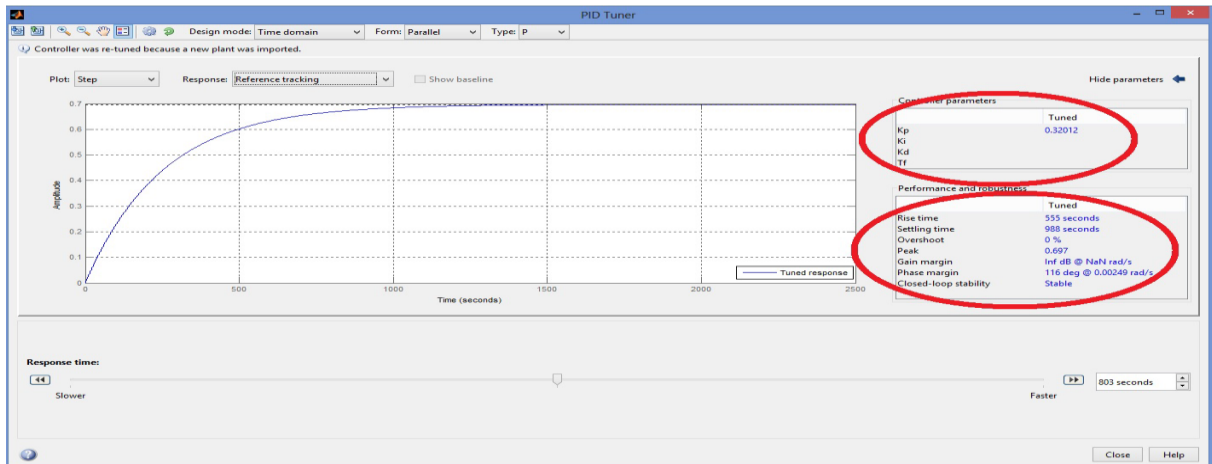 PID Tuner
Design mode: Time domain Form: Parallel Type: P
Controller was re-tuned because a new plant was imported.
Plot: Step Response: Reference tracking Show baseline Hide parameters
0.7
0.6
0.5
0.4
0.3
0.2
0.1
0
Amplitude
0 500 1000 1500 2000 2500
Time (seconds)
Tuned response
Controller parameters
Tuned
Kp 0.32012
Ki
Kd
Tf
Performance and robustness
Tuned
Rise time 555 seconds
Settling time 988 seconds
Overshoot 0 %
Peak 0.697
Gain margin Inf dB @ NaN rad/s
Phase margin 116 deg @ 0.00249 rad/s
Closed-loop stability Stable
Response time:
803 seconds
Slower Faster
Close Help